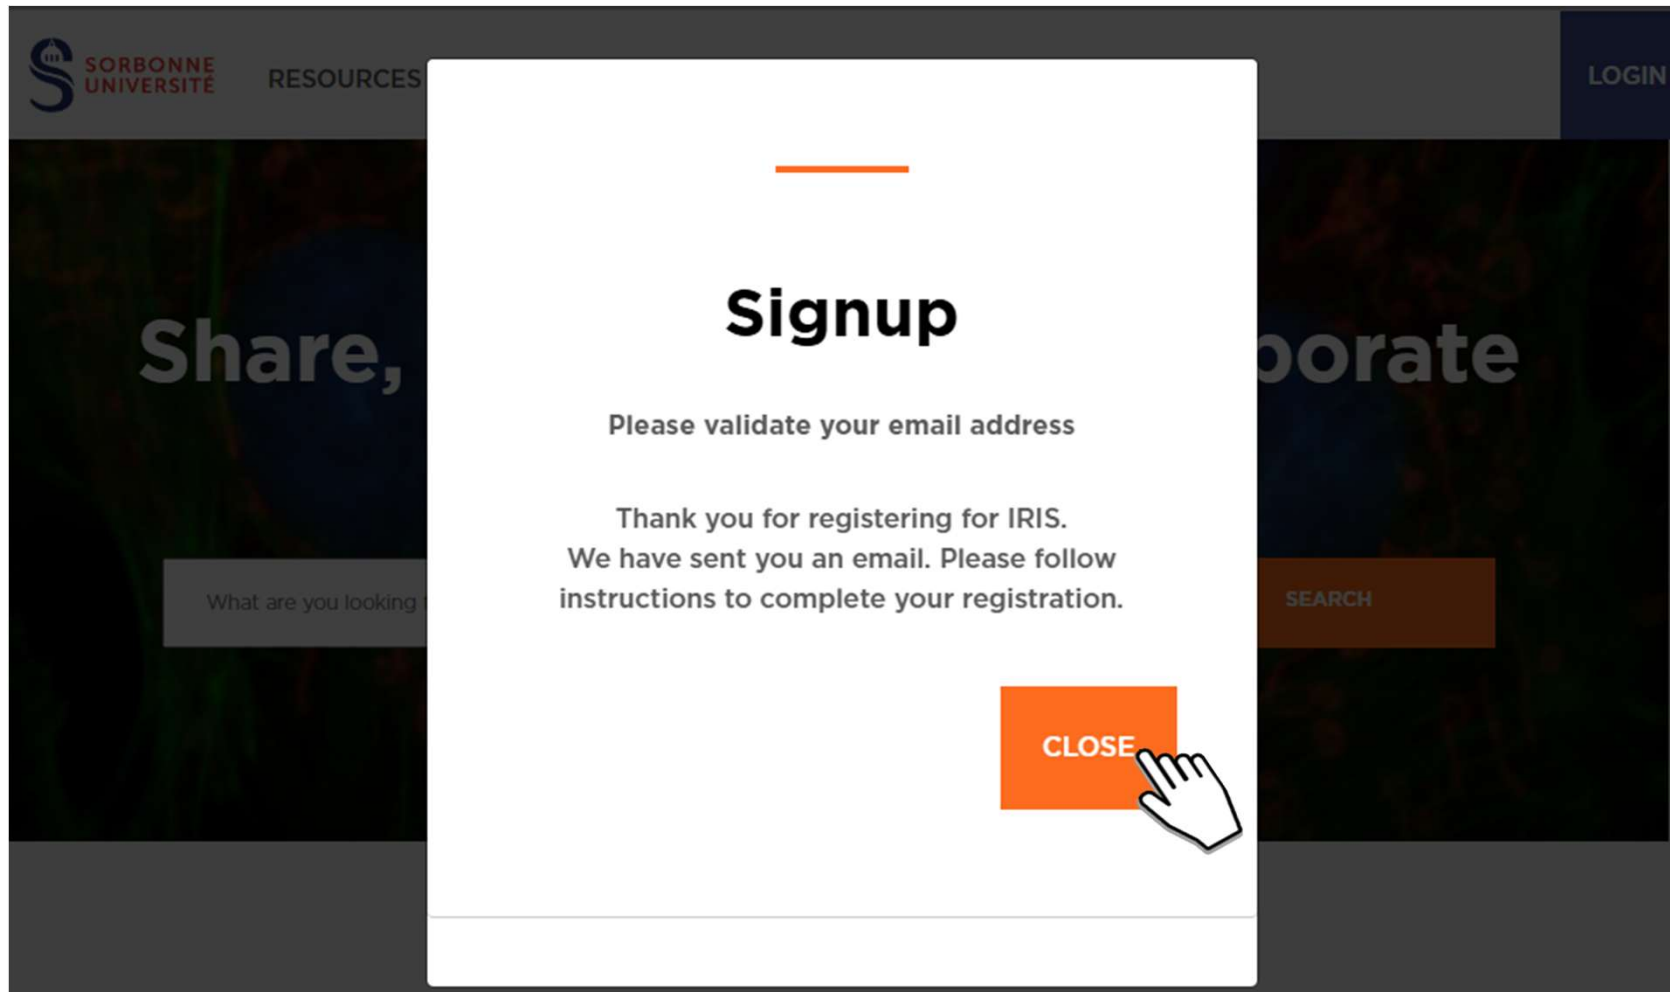 SORBONNE
UNIVERSITÉ
RESOURCES
LOGIN
Share,
porate
What are you looking
SEARCH
Signup
Please validate your email address
Thank you for registering for IRIS.
We have sent you an email. Please follow
instructions to complete your registration.
CLOSE